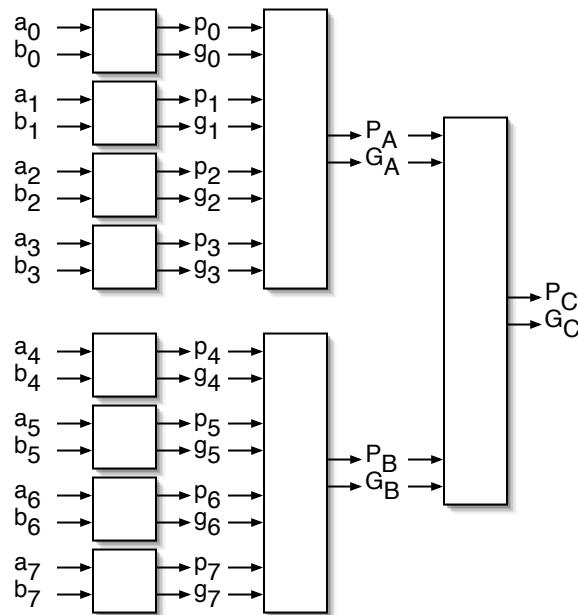 a0 p0
b0 g0
a1 p1
b1 g1
PA
GA
a2 p2
b2 g2
a3 p3
b3 g3
PC
GC
a4 p4
b4 g4
a5 p5
b5 g5
PB
GB
a6 p6
b6 g6
a7 p7
b7 g7